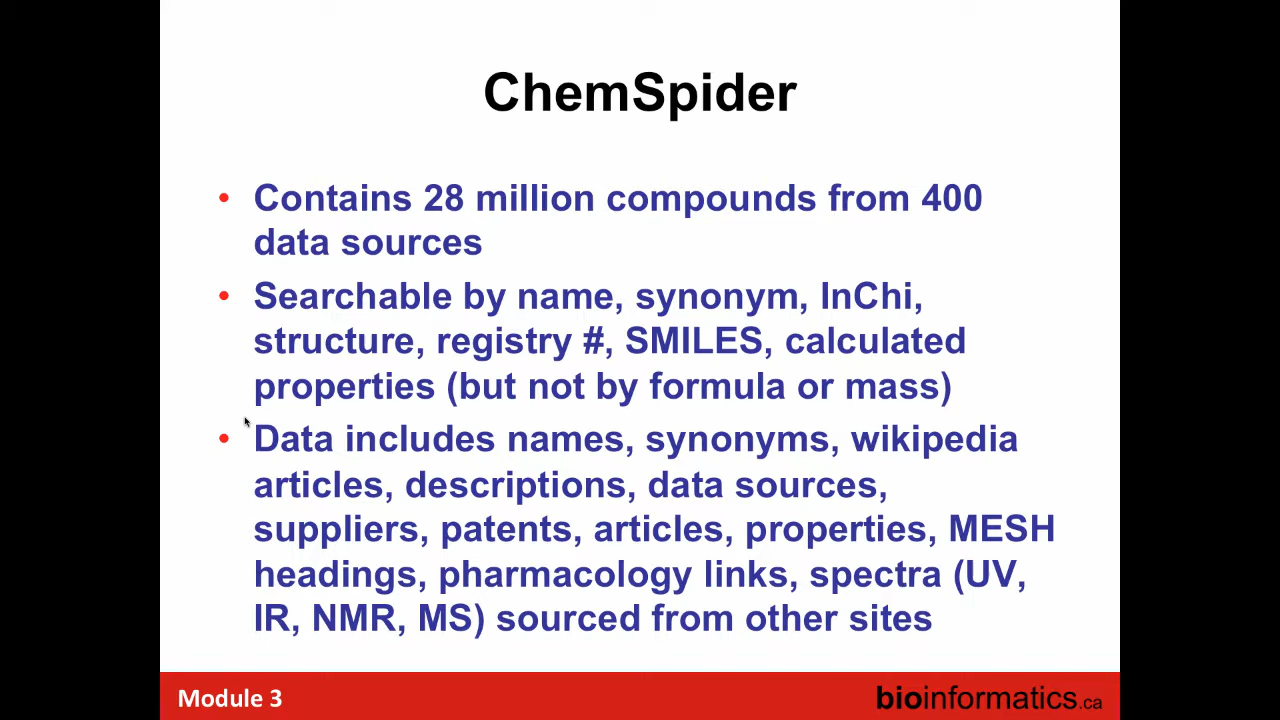 ChemSpider
• Contains 28 million compounds from 400
data sources
• Searchable by name, synonym, InChi,
structure, registry #, SMILES, calculated
properties (but not by formula or mass)
• Data includes names, synonyms, wikipedia
articles, descriptions, data sources,
suppliers, patents, articles, properties, MESH
headings, pharmacology links, spectra (UV,
IR, NMR, MS) sourced from other sites
Module 3
bioinformatics.ca